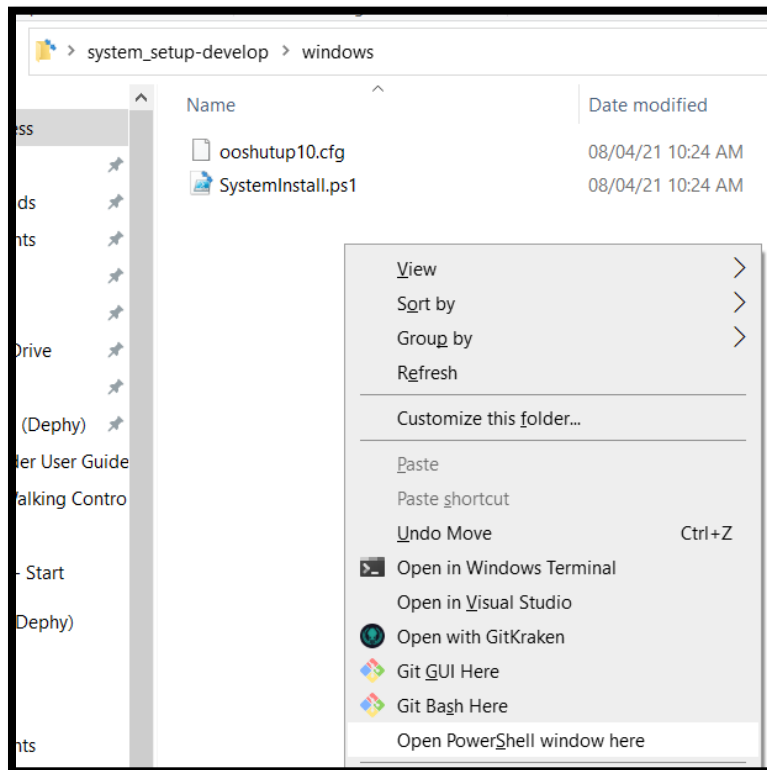 system_setup-develop > windows
Name
Date modified
ess
ooshutup10.cfg
08/04/21 10:24 AM
SystemInstall.ps1
08/04/21 10:24 AM
ds
nts
Drive
(Dephy)
der User Guide
Walking Contro
- Start
Dephy)
nts
View
Sort by
Group by
Refresh
Customize this folder...
Paste
Paste shortcut
Undo Move Ctrl+Z
Open in Windows Terminal
Open in Visual Studio
Open with GitKraken
Git GUI Here
Git Bash Here
Open PowerShell window here